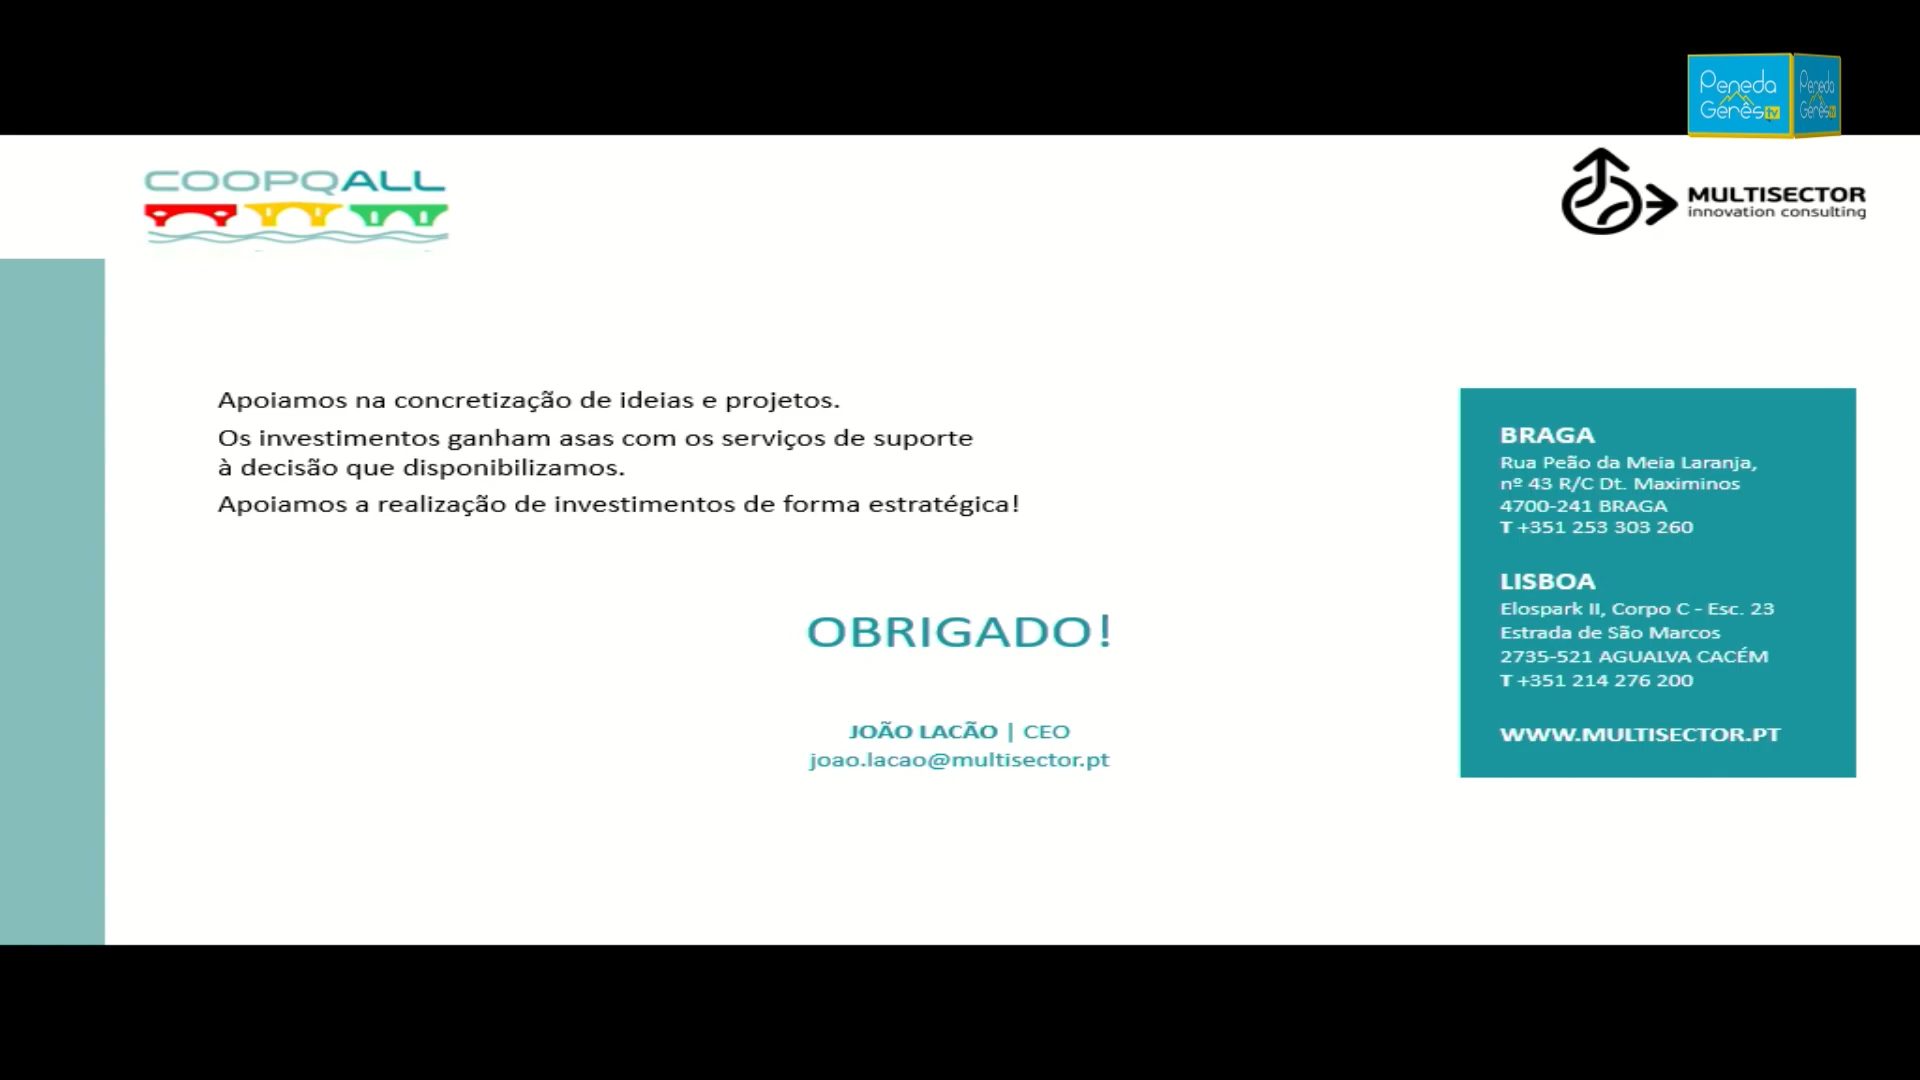 Peneda
Gerês tv
Peneda
Gerês tv
COOPQALL
MULTISECTOR
innovation consulting
Apoiamos na concretização de ideias e projetos.
Os investimentos ganham asas com os serviços de suporte
à decisão que disponibilizamos.
Apoiamos a realização de investimentos de forma estratégica!
OBRIGADO!
JOÃO LACÃO | CEO
joao.lacao@multisector.pt
BRAGA
Rua Peão da Meia Laranja,
nº 43 R/C Dt. Maximinos
4700-241 BRAGA
T +351 253 303 260
LISBOA
Elospark II, Corpo C - Esc. 23
Estrada de São Marcos
2735-521 AGUALVA CACÉM
T +351 214 276 200
WWW.MULTISECTOR.PT